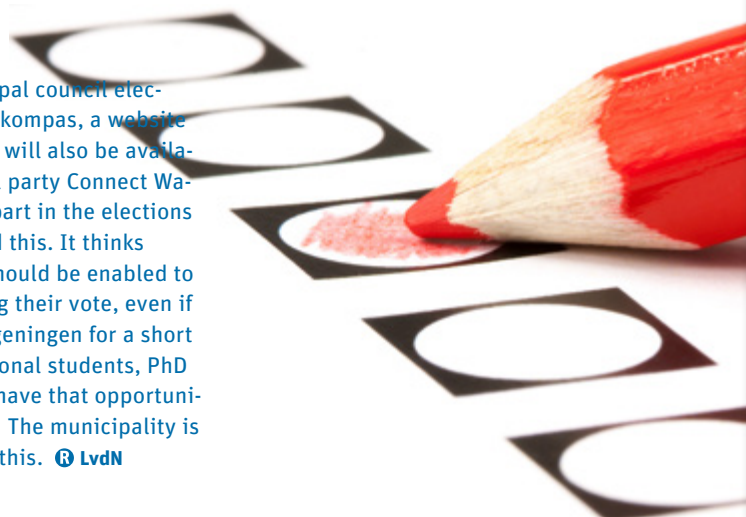 pal council elec-
kompas, a website
will also be availa-
party Connect Wa-
part in the elections
this. It thinks
hould be enabled to
g their vote, even if
geningen for a short
onal students, PhD
have that opportuni-
The municipality is
this. ® LvdN